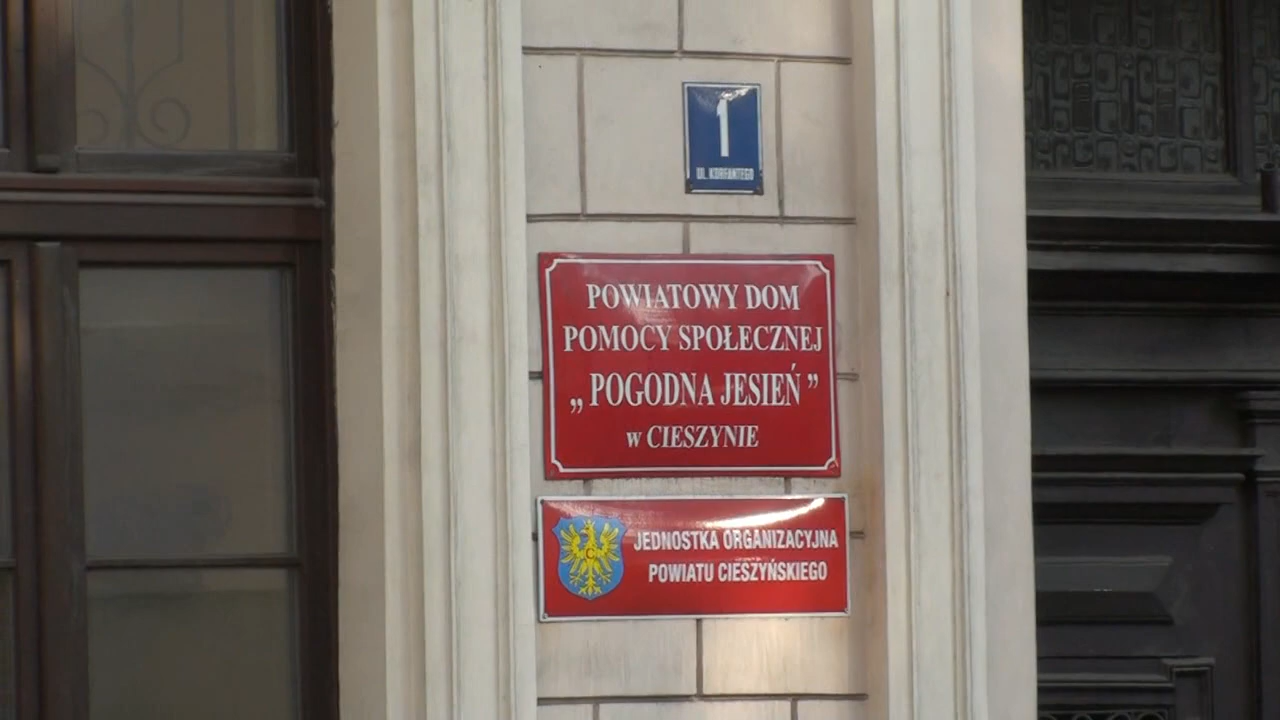 1
UL. KORFANTEGO
POWIATOWY DOM
POMOCY SPOŁECZNEJ
„ POGODNA JESIEŃ ”
w CIESZYNIE
C
JEDNOSTKA ORGANIZACYJNA
POWIATU CIESZYŃSKIEGO